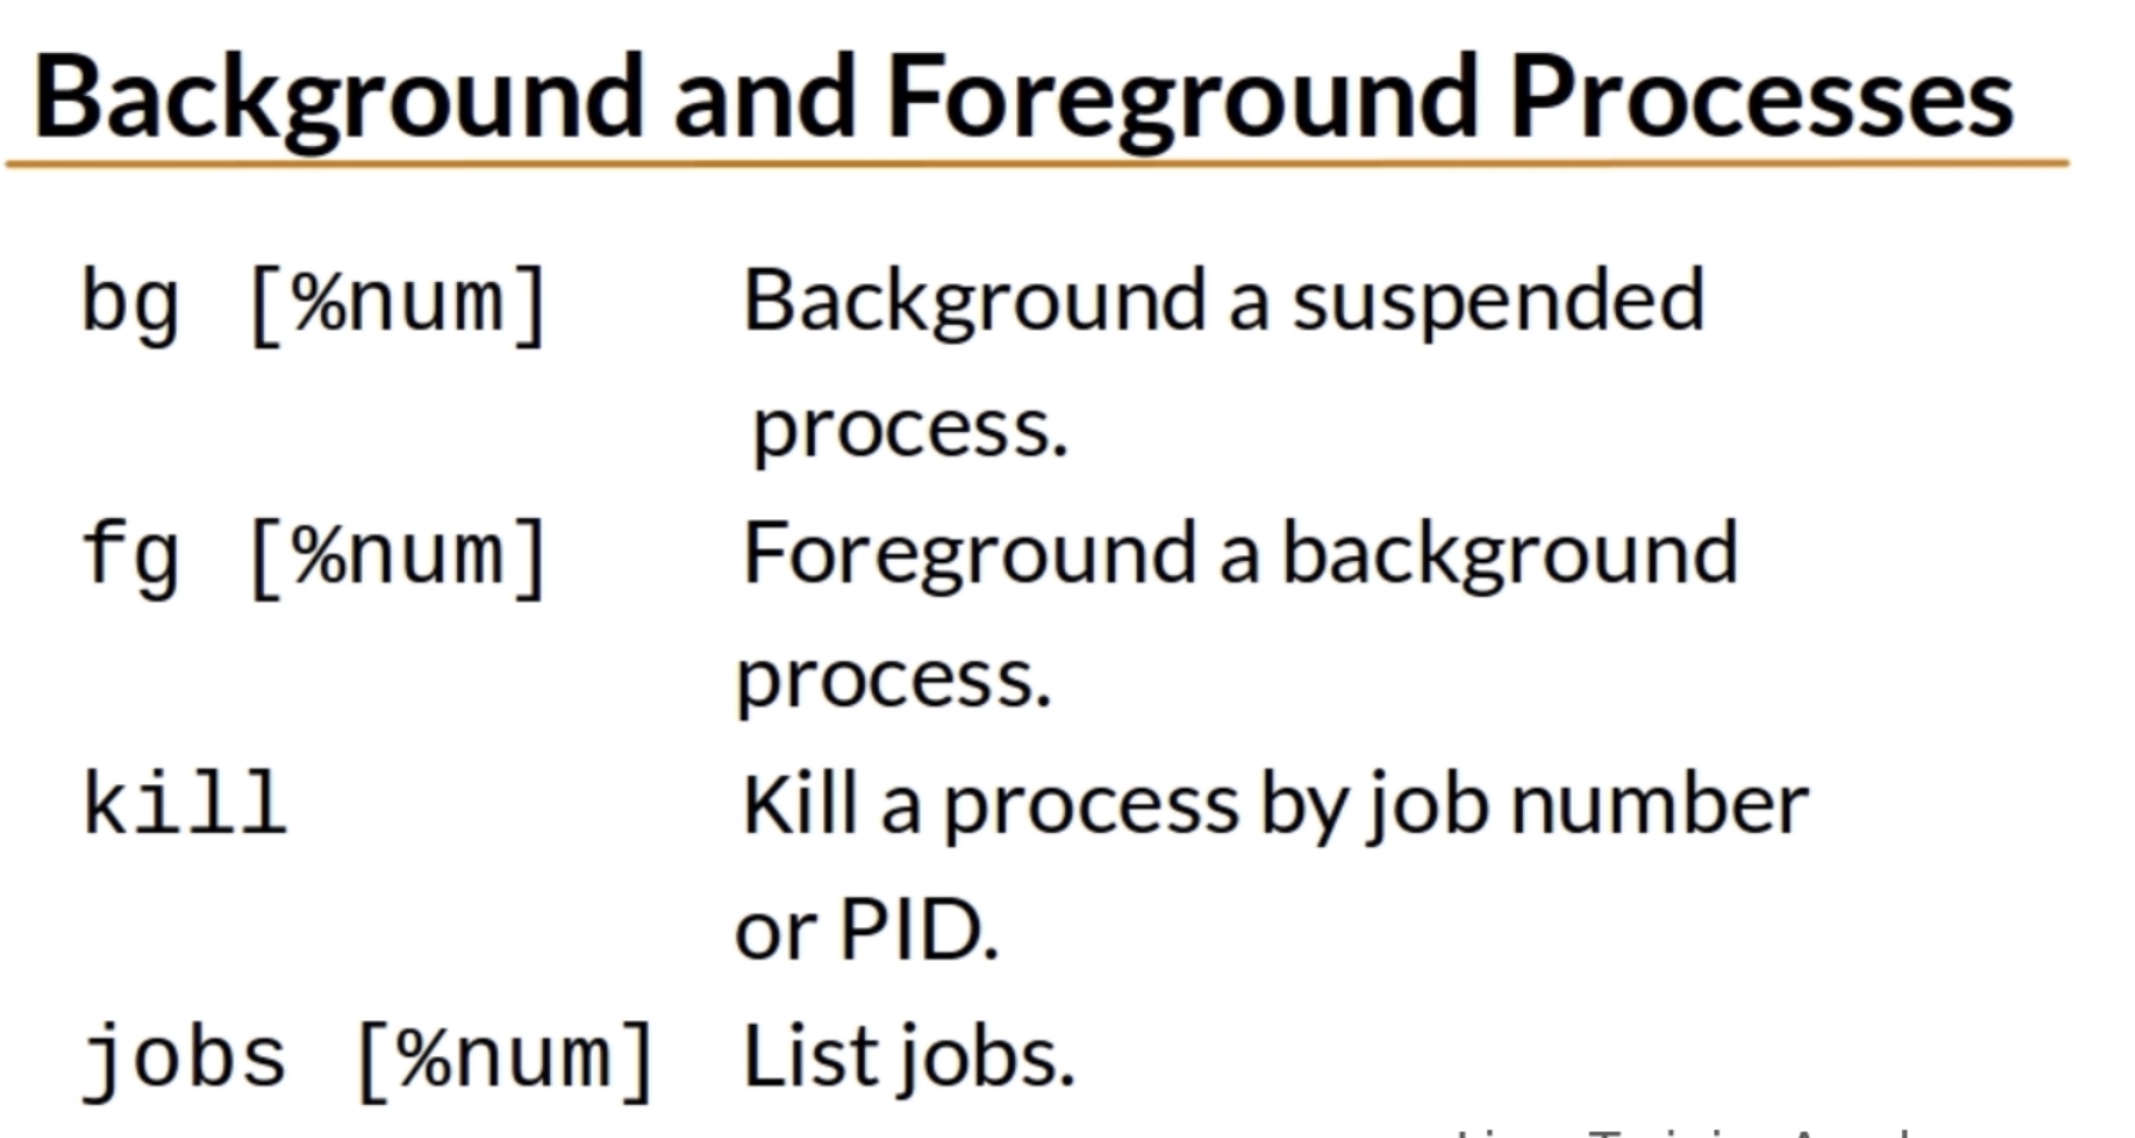 Background and Foreground Processes
bg [%num] Background a suspended
process.
fg [%num] Foreground a background
process.
kill Kill a process by job number
or PID.
jobs [%num] List jobs.